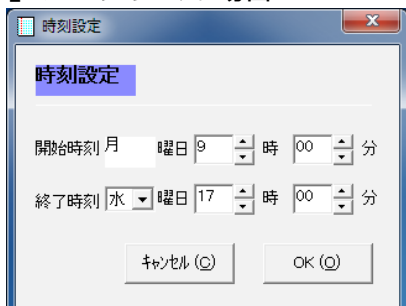 時刻設定
時刻設定
開始時刻 月 曜日 9 時 00 分
終了時刻 水 曜日 17 時 00 分
ｷｬﾝｾﾙ (C) OK (O)